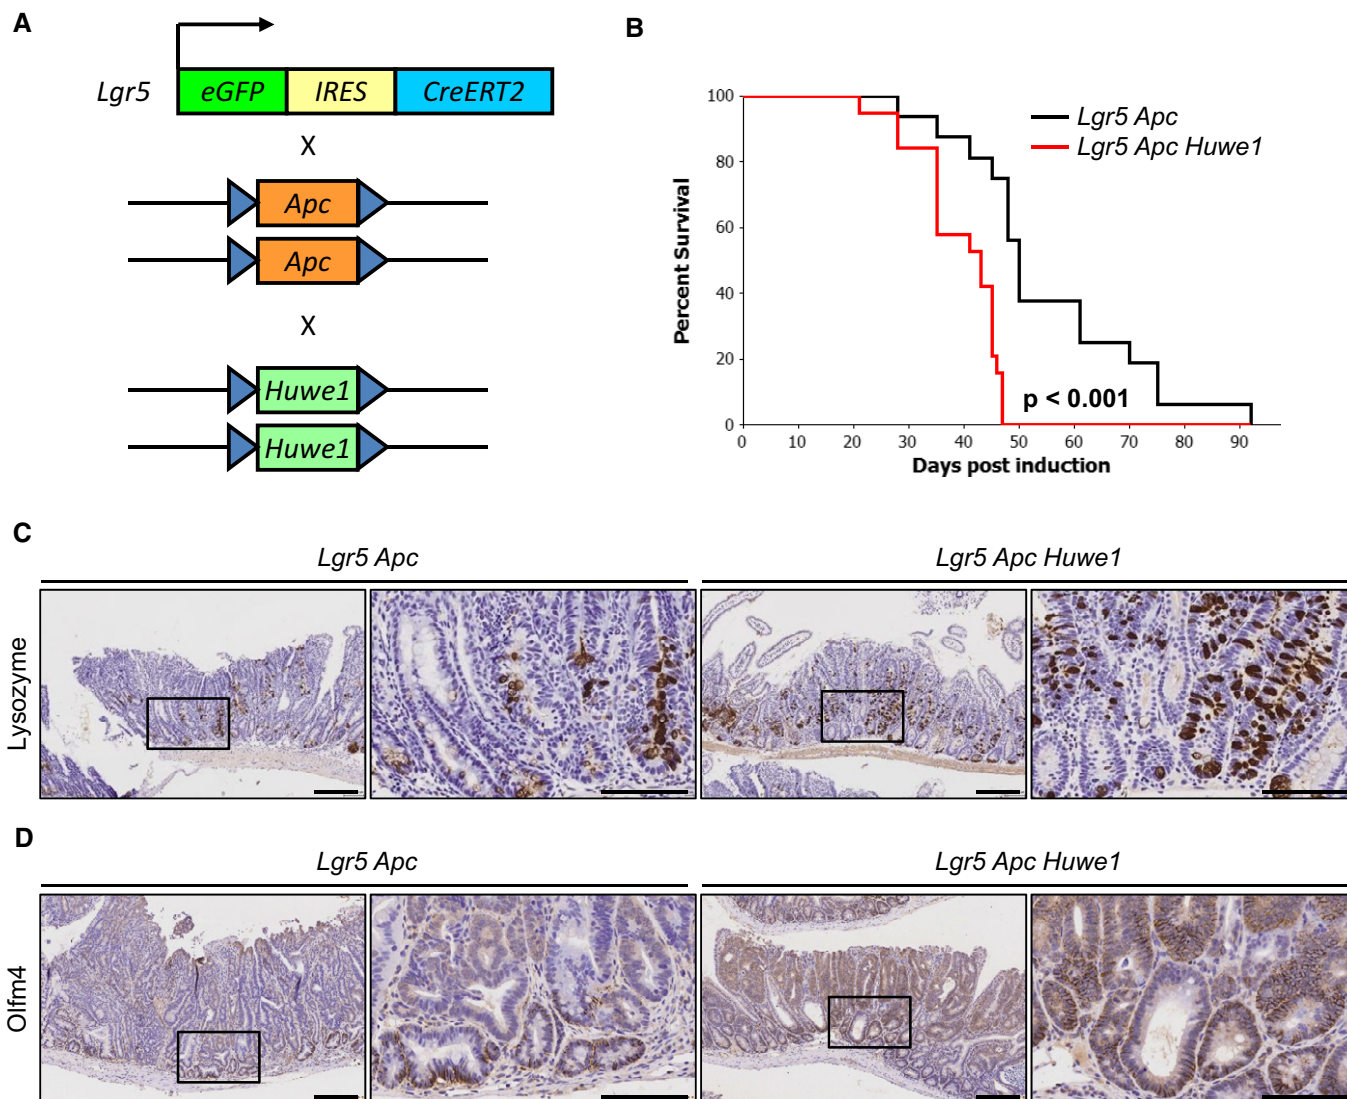 A
Lgr5 eGFP IRES CreERT2
X
Apc
Apc
X
Huwe1
Huwe1
B
Lgr5 Apc
Lgr5 Apc Huwe1
Percent Survival
100
80
60
40
20
0
p < 0.001
0 10 20 30 40 50 60 70 80 90
Days post induction
C
Lgr5 Apc Lgr5 Apc Huwe1
Lysozyme
D
Lgr5 Apc Lgr5 Apc Huwe1
Olfm4